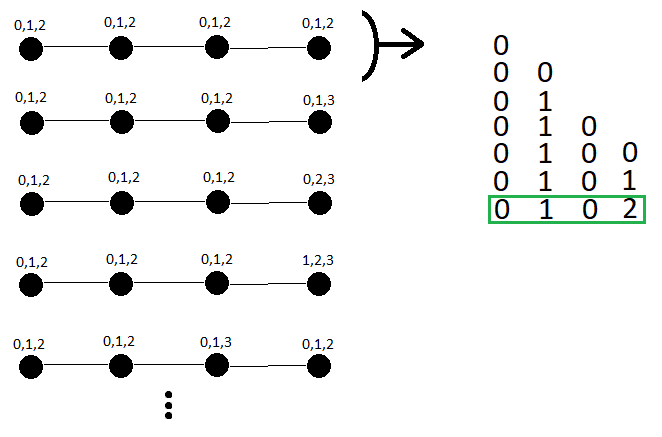 0,1,2 0,1,2 0,1,2 0,1,2
0,1,2 0,1,2 0,1,2 0,1,3
0,1,2 0,1,2 0,1,2 0,2,3
0,1,2 0,1,2 0,1,2 1,2,3
0,1,2 0,1,2 0,1,3 0,1,2
0
0 0
0 1
0 1 0
0 1 0 0
0 1 0 1
0 1 0 2